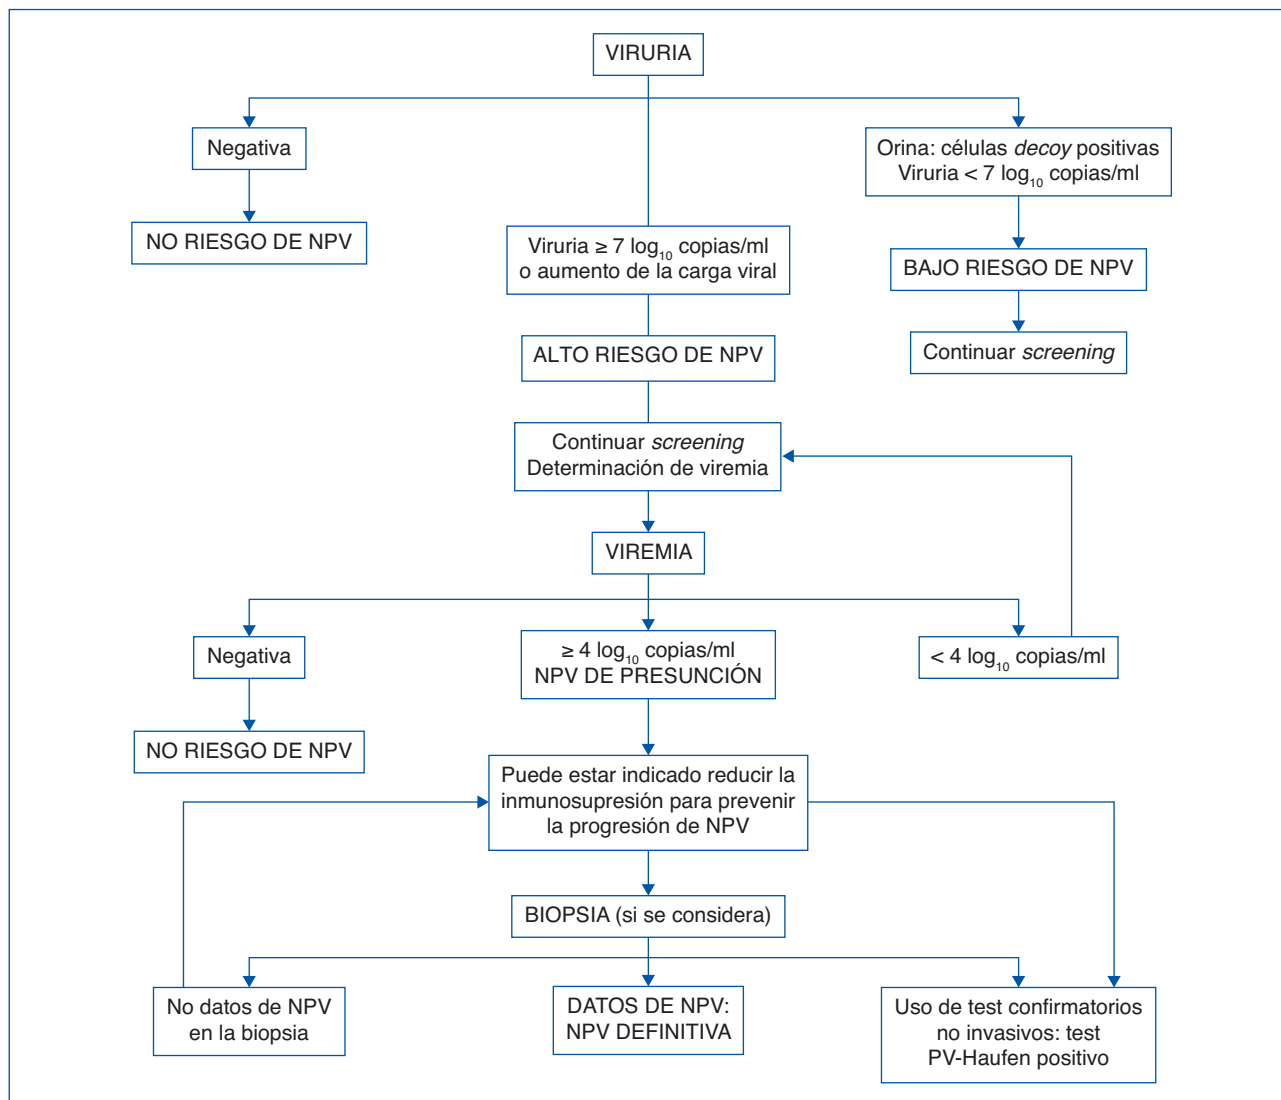 VIRURIA
Negativa
Orina: células decoy positivas
Viruria < 7 log₁₀ copias/ml
NO RIESGO DE NPV
Viruria ≥ 7 log₁₀ copias/ml
o aumento de la carga viral
BAJO RIESGO DE NPV
ALTO RIESGO DE NPV
Continuar screening
Continuar screening
Determinación de viremia
VIREMIA
Negativa
≥ 4 log₁₀ copias/ml
NPV DE PRESUNCIÓN
< 4 log₁₀ copias/ml
NO RIESGO DE NPV
Puede estar indicado reducir la
inmunosupresión para prevenir
la progresión de NPV
BIOPSIA (si se considera)
No datos de NPV
en la biopsia
DATOS DE NPV:
NPV DEFINITIVA
Uso de test confirmatorios
no invasivos: test
PV-Haufen positivo